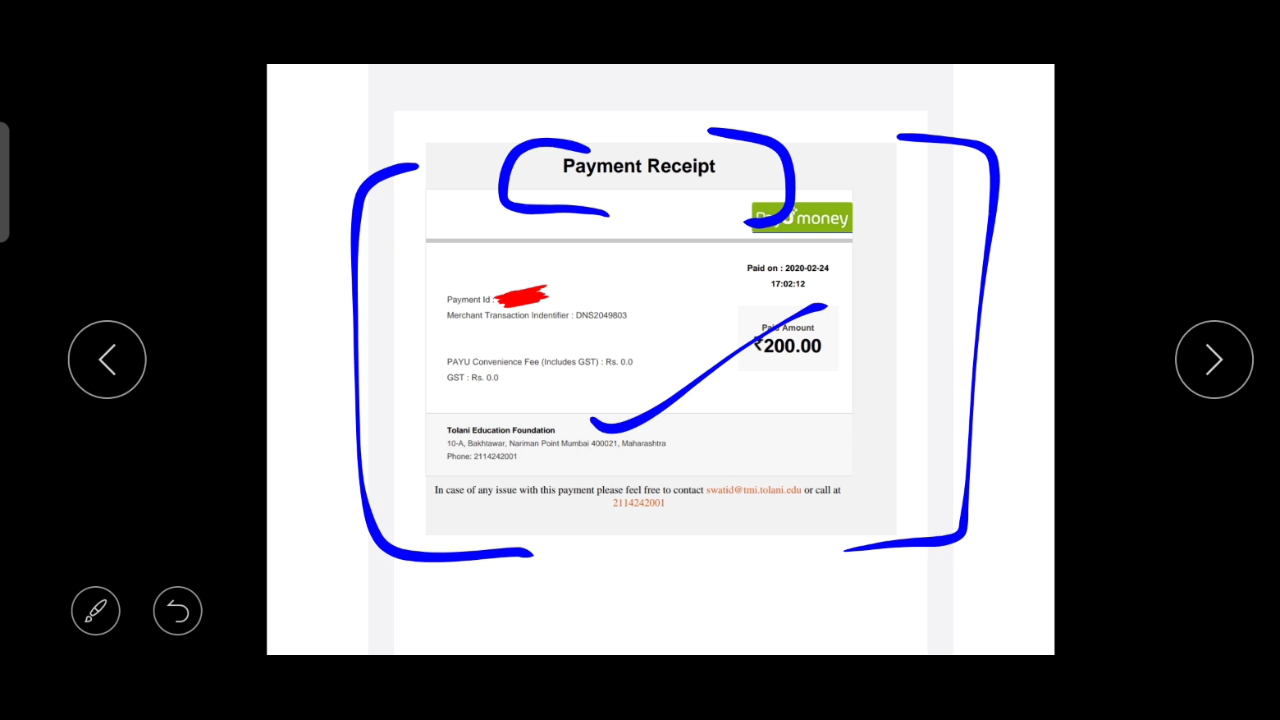 Payment Receipt
PayUmoney
Paid on : 2020-02-24
17:02:12
Payment Id :
Merchant Transaction Indentifier : DNS2049803
Paid Amount
₹200.00
PAYU Convenience Fee (Includes GST) : Rs. 0.0
GST : Rs. 0.0
Tolani Education Foundation
10-A, Bakhtawar, Nariman Point Mumbai 400021, Maharashtra
Phone: 2114242001
In case of any issue with this payment please feel free to contact swatid@tmi.tolani.edu or call at
2114242001